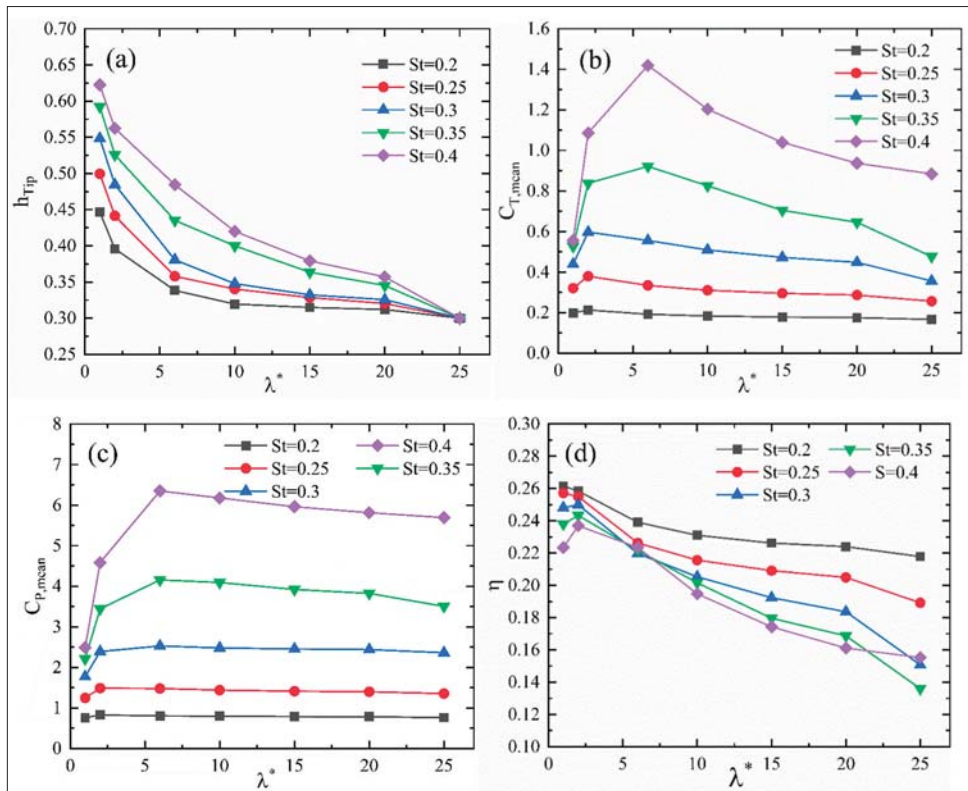 (a)
St=0.2
St=0.25
St=0.3
St=0.35
St=0.4
0.70
0.65
0.60
0.55
0.50
0.45
0.40
0.35
0.30
0.25
h_Tip
0 5 10 15 20 25
λ*
(b)
St=0.2
St=0.25
St=0.3
St=0.35
St=0.4
1.6
1.4
1.2
1.0
0.8
0.6
0.4
0.2
0.0
C_T,mean
0 5 10 15 20 25
λ*
(c)
St=0.2 St=0.4
St=0.25 St=0.35
St=0.3
8
7
6
5
4
3
2
1
0
C_P,mean
0 5 10 15 20 25
λ*
(d)
St=0.2 St=0.35
St=0.25 S=0.4
St=0.3
0.30
0.28
0.26
0.24
0.22
0.20
0.18
0.16
0.14
0.12
0.10
η
0 5 10 15 20 25
λ*